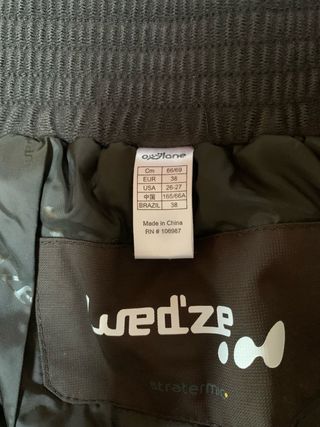 oxylane
Cm 66/69
EUR 36
USA 26-27
中国 165/66A
BRAZIL 38
Made in China
RN # 106987
wed'ze
stratermic